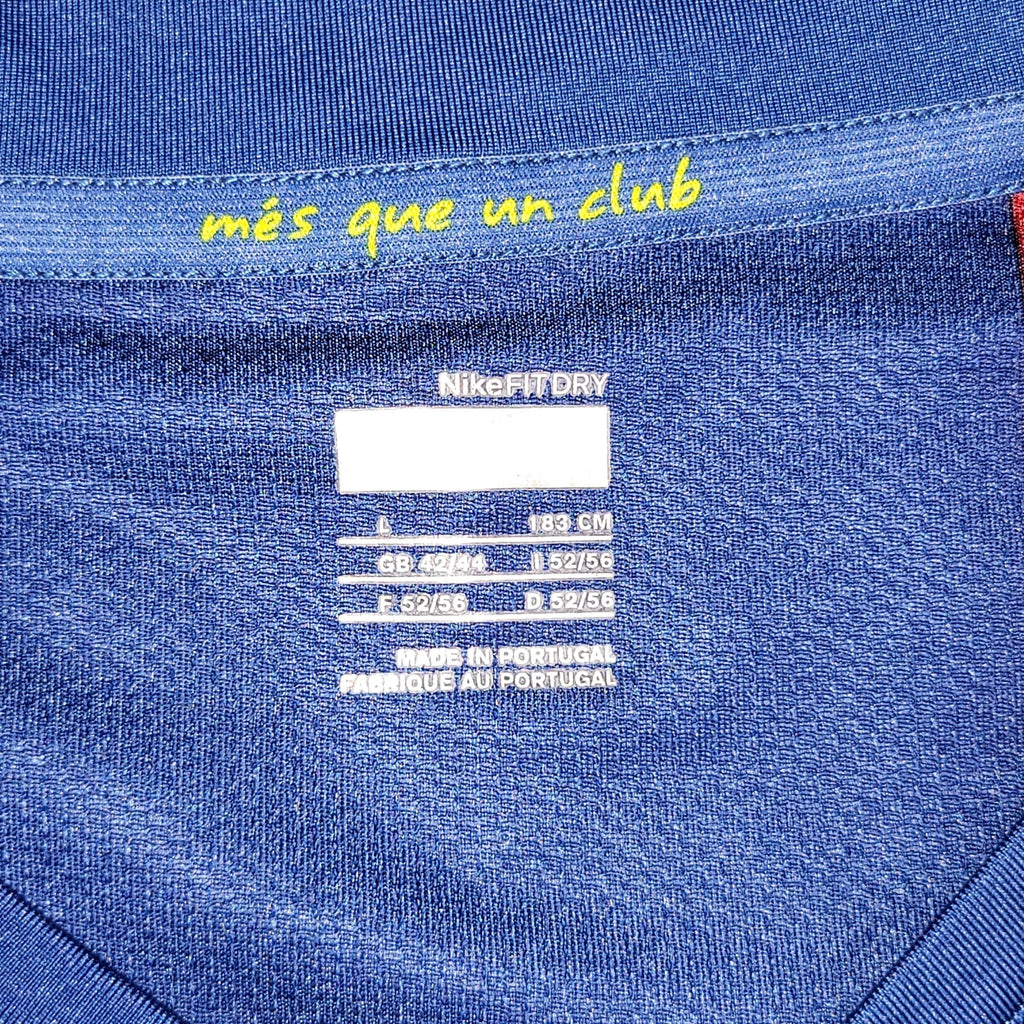 més que un club
NikeFITDRY
L 183 CM
GB 42/44 I 52/56
F 52/56 D 52/56
MADE IN PORTUGAL
FABRIQUE AU PORTUGAL